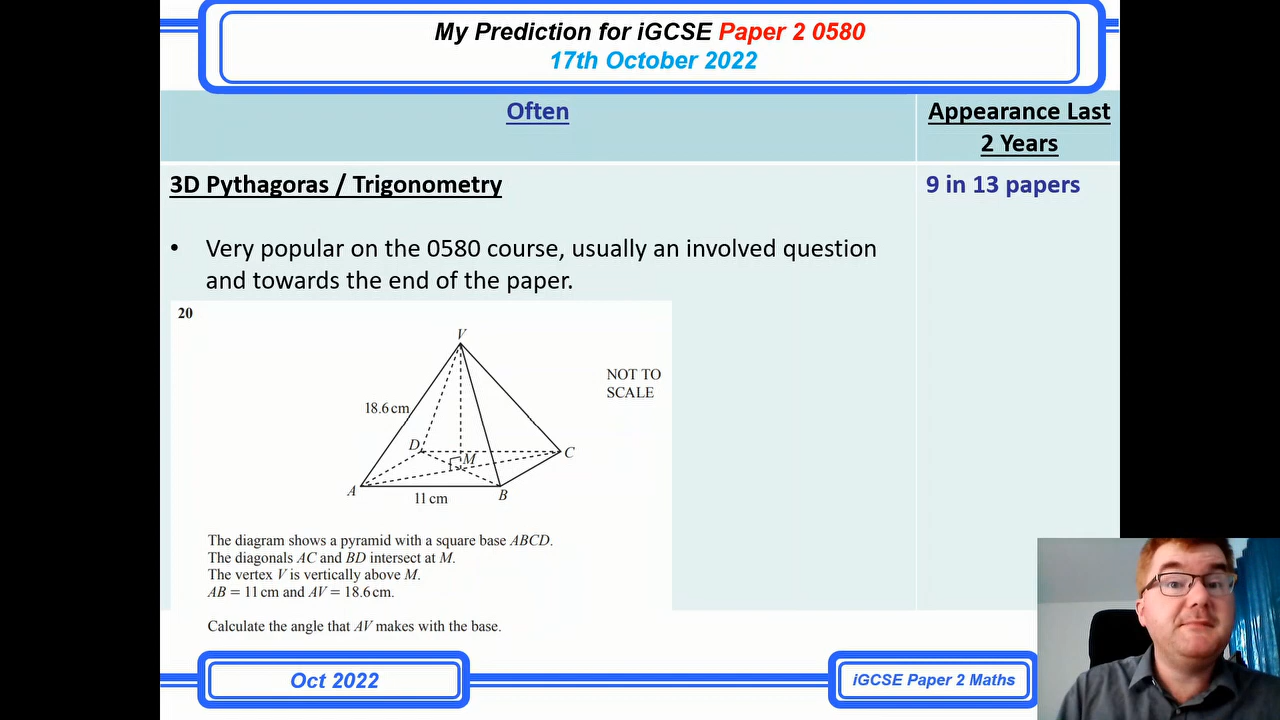 My Prediction for iGCSE Paper 2 0580
17th October 2022
Often
Appearance Last
2 Years
3D Pythagoras / Trigonometry
9 in 13 papers
• Very popular on the 0580 course, usually an involved question
and towards the end of the paper.
20
V
NOT TO
SCALE
18.6 cm
D
M
C
A
11 cm
B
The diagram shows a pyramid with a square base ABCD.
The diagonals AC and BD intersect at M.
The vertex V is vertically above M.
AB = 11 cm and AV = 18.6 cm.
Calculate the angle that AV makes with the base.
Oct 2022
iGCSE Paper 2 Maths